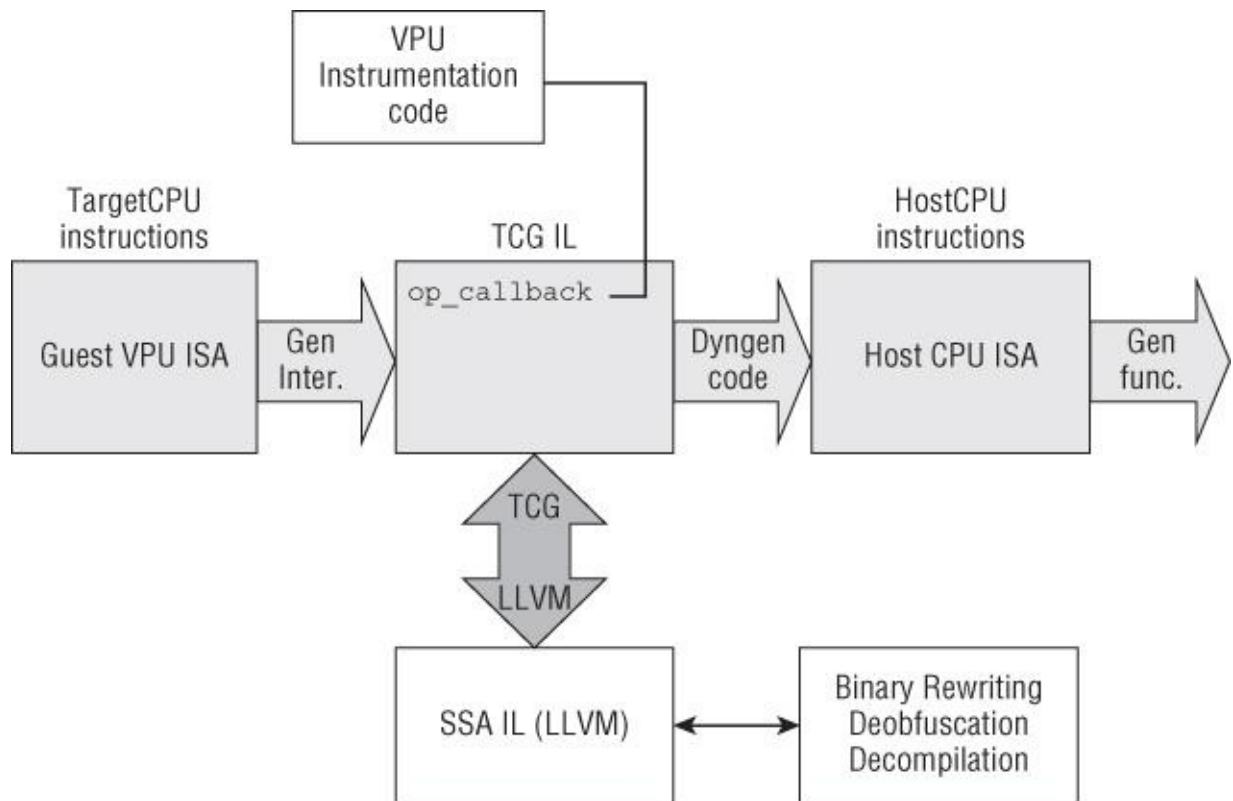 VPU
Instrumentation
code
TargetCPU
instructions
TCG IL
HostCPU
instructions
op_callback
Guest VPU ISA
Gen
Inter.
Dyngen
code
Host CPU ISA
Gen
func.
TCG
LLVM
SSA IL (LLVM)
Binary Rewriting
Deobfuscation
Decompilation